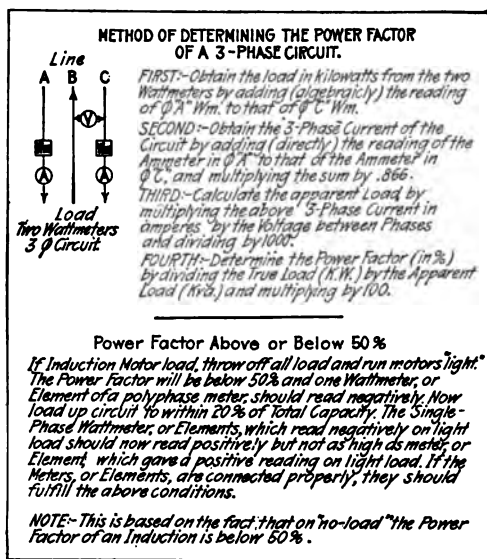 METHOD OF DETERMINING THE POWER FACTOR
OF A 3-PHASE CIRCUIT.
Line
A B C
V
A A
Load
Two Wattmeters
3 ϕ Circuit.
FIRST:-Obtain the load in kilowatts from the two
Wattmeters by adding (algebraicly) the reading
of ϕ"A" Wm. to that of ϕ"C" Wm.
SECOND:-Obtain the 3-Phase Current of the
Circuit by adding (directly) the reading of the
Ammeter in ϕ"A" to that of the Ammeter in
ϕ"C", and multiplying the sum by .866.
THIRD:-Calculate the apparent Load, by
multiplying the above "3-Phase Current in
amperes" by the Voltage between Phases
and dividing by 1000.
FOURTH:-Determine the Power Factor (in %)
by dividing the True Load (K.W.) by the Apparent
Load (Kva.) and multiplying by 100.
Power Factor Above or Below 50%
If Induction Motor load, throw off all load and run motors "light."
The Power Factor will be below 50% and one Wattmeter, or
Element of a polyphase meter, should read negatively. Now
load up circuit to within 20% of Total Capacity. The Single-
Phase Wattmeter, or Elements, which read negatively on light
load should now read positively but not as high as meter, or
Element, which gave a positive reading on light load. If the
Meters, or Elements, are connected properly, they should
fulfill the above conditions.
NOTE:- This is based on the fact that on "no-load" the Power
Factor of an Induction is below 50%.